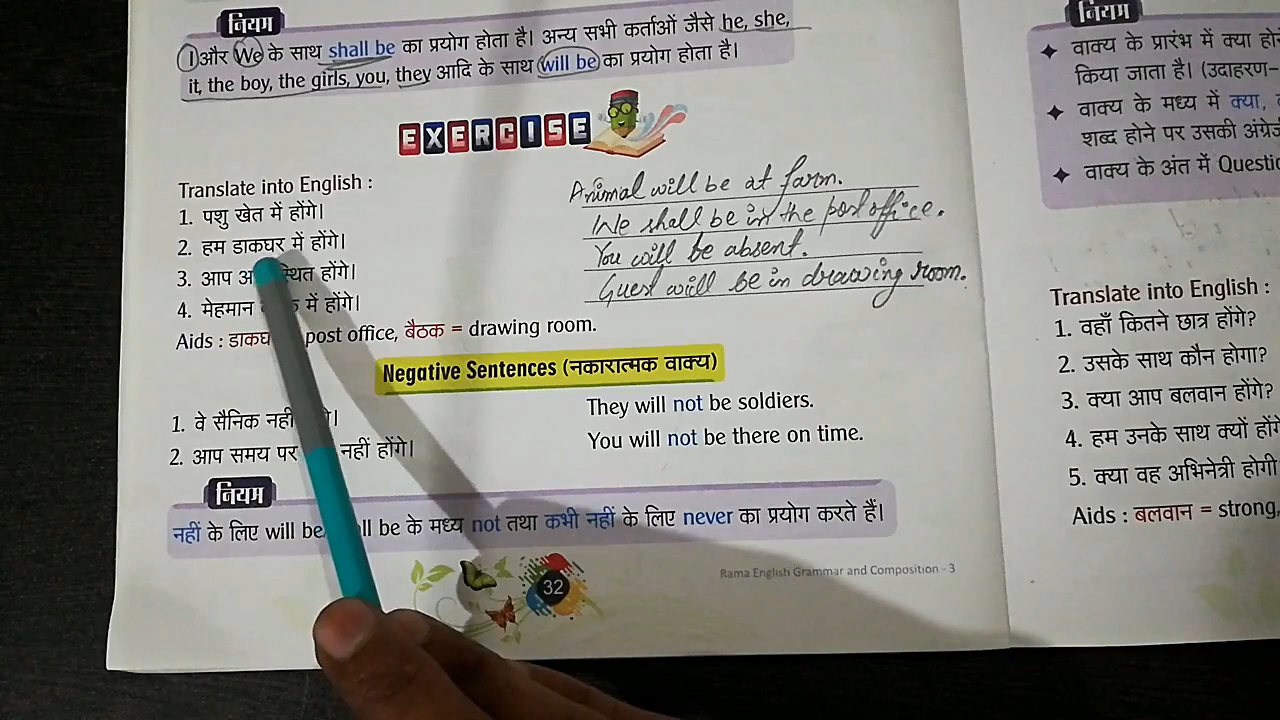 नियम
I और We के साथ shall be का प्रयोग होता है। अन्य सभी कर्ताओं जैसे he, she,
it, the boy, the girls, you, they आदि के साथ will be का प्रयोग होता है।
EXERCISE
Translate into English :
1. पशु खेत में होंगे। Animal will be at farm.
2. हम डाकघर में होंगे। We shall be in the post office.
3. आप होंगे। You will be absent.
4. मेहमान में होंगे। Guest will be in drawing room.
Aids : post office, बैठक = drawing room.
Negative Sentences (नकारात्मक वाक्य)
1. वे सैनिक नहीं They will not be soldiers.
2. आप समय पर नहीं होंगे। You will not be there on time.
नियम
नहीं के लिए will be के मध्य not तथा कभी नहीं के लिए never का प्रयोग करते हैं।
32
Rama English Grammar and Composition - 3
नियम
वाक्य के प्रारंभ में क्या
किया जाता है। (उदाहरण-
वाक्य के मध्य में क्या,
शब्द होने पर उसकी
वाक्य के अंत में
Translate into English :
1. वहाँ कितने छात्र होंगे?
2. उसके साथ कौन होगा?
3. क्या आप बलवान होंगे?
4. हम उनके साथ क्यों
5. क्या वह अभिनेत्री होगी
Aids : बलवान = strong,